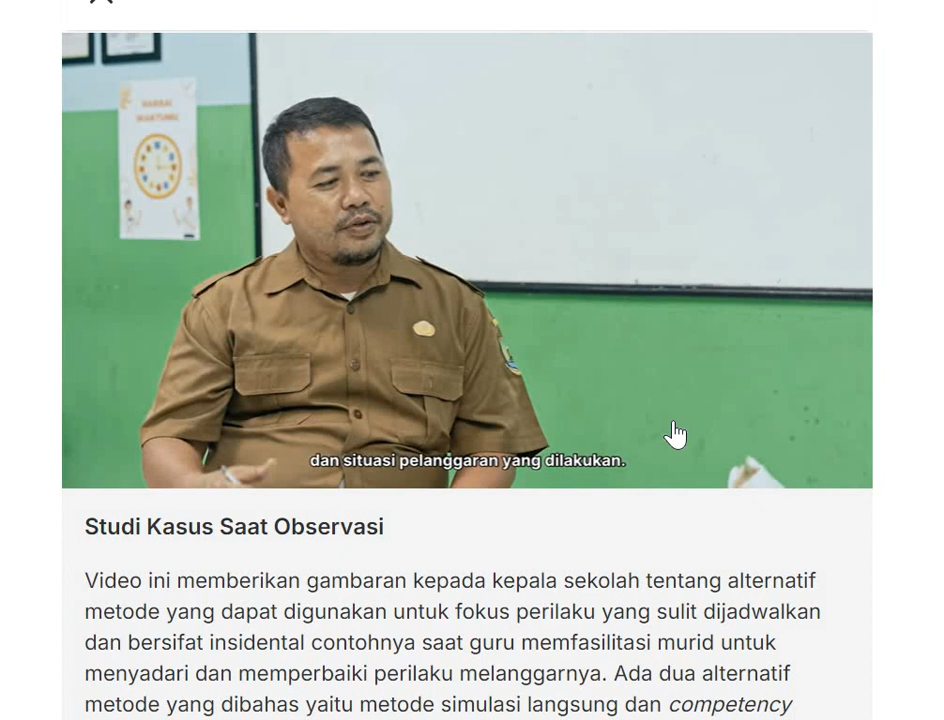 dan situasi pelanggaran yang dilakukan.
Studi Kasus Saat Observasi
Video ini memberikan gambaran kepada kepala sekolah tentang alternatif
metode yang dapat digunakan untuk fokus perilaku yang sulit dijadwalkan
dan bersifat insidental contohnya saat guru memfasilitasi murid untuk
menyadari dan memperbaiki perilaku melanggarnya. Ada dua alternatif
metode yang dibahas yaitu metode simulasi langsung dan competency